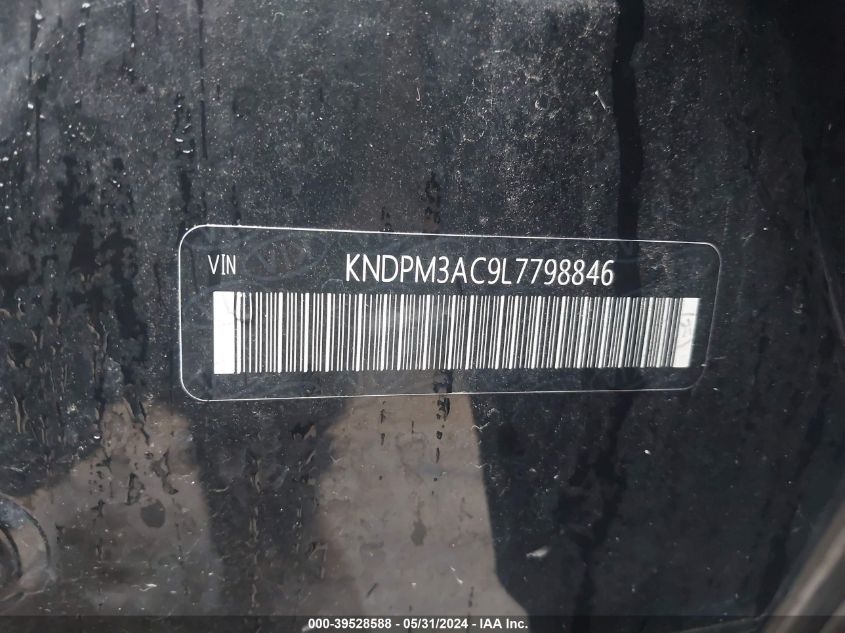 VIN KNDPM3AC9L7798846
000-39528588 - 05/31/2024 - IAA Inc.